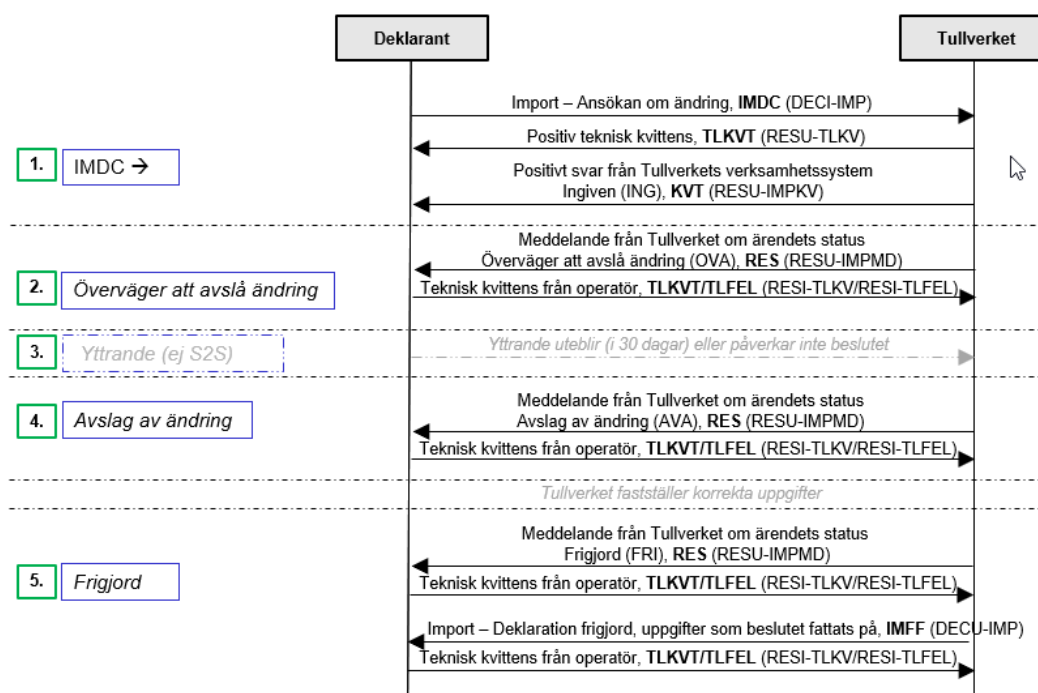 Deklarant
Tullverket
Import – Ansökan om ändring, IMDC (DECI-IMP)
Positiv teknisk kvittens, TLKVT (RESU-TLKV)
1.
IMDC →
Positivt svar från Tullverkets verksamhetssystem
Ingiven (ING), KVT (RESU-IMPKV)
Meddelande från Tullverket om ärendets status
Överväger att avslå ändring (OVA), RES (RESU-IMPMD)
2.
Överväger att avslå ändring
Teknisk kvittens från operatör, TLKVT/TLFEL (RESI-TLKV/RESI-TLFEL)
3.
Yttrande (ej S2S)
Yttrande uteblir (i 30 dagar) eller påverkar inte beslutet
4.
Avslag av ändring
Meddelande från Tullverket om ärendets status
Avslag av ändring (AVA), RES (RESU-IMPMD)
Teknisk kvittens från operatör, TLKVT/TLFEL (RESI-TLKV/RESI-TLFEL)
Tullverket fastställer korrekta uppgifter
Meddelande från Tullverket om ärendets status
Frigjord (FRI), RES (RESU-IMPMD)
5.
Frigjord
Teknisk kvittens från operatör, TLKVT/TLFEL (RESI-TLKV/RESI-TLFEL)
Import – Deklaration frigjord, uppgifter som beslutet fattats på, IMFF (DECU-IMP)
Teknisk kvittens från operatör, TLKVT/TLFEL (RESI-TLKV/RESI-TLFEL)